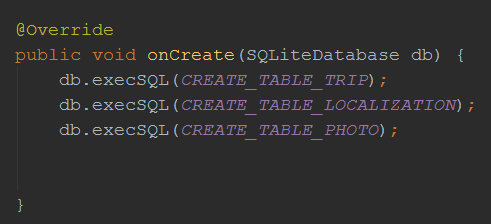 @Override
public void onCreate(SQLiteDatabase db) {
    db.execSQL(CREATE_TABLE_TRIP);
    db.execSQL(CREATE_TABLE_LOCALIZATION);
    db.execSQL(CREATE_TABLE_PHOTO);
}